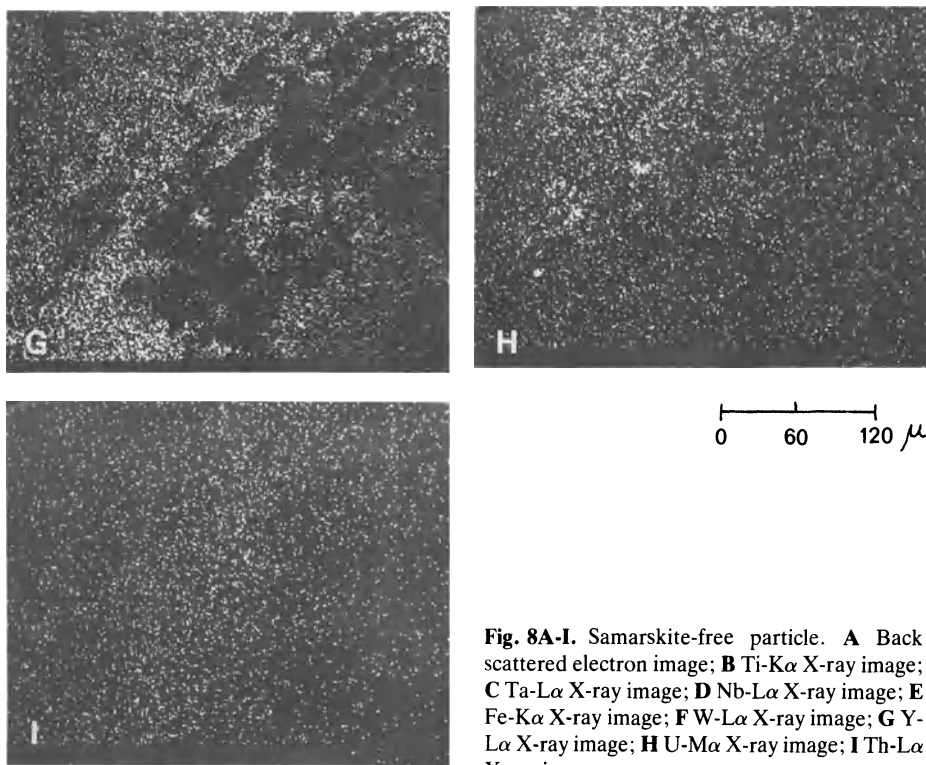 G
H
0 60 120 μ
I
Fig. 8A-I. Samarskite-free particle. A Back
scattered electron image; B Ti-Kα X-ray image;
C Ta-Lα X-ray image; D Nb-Lα X-ray image; E
Fe-Kα X-ray image; F W-Lα X-ray image; G Y-
Lα X-ray image; H U-Mα X-ray image; I Th-Lα